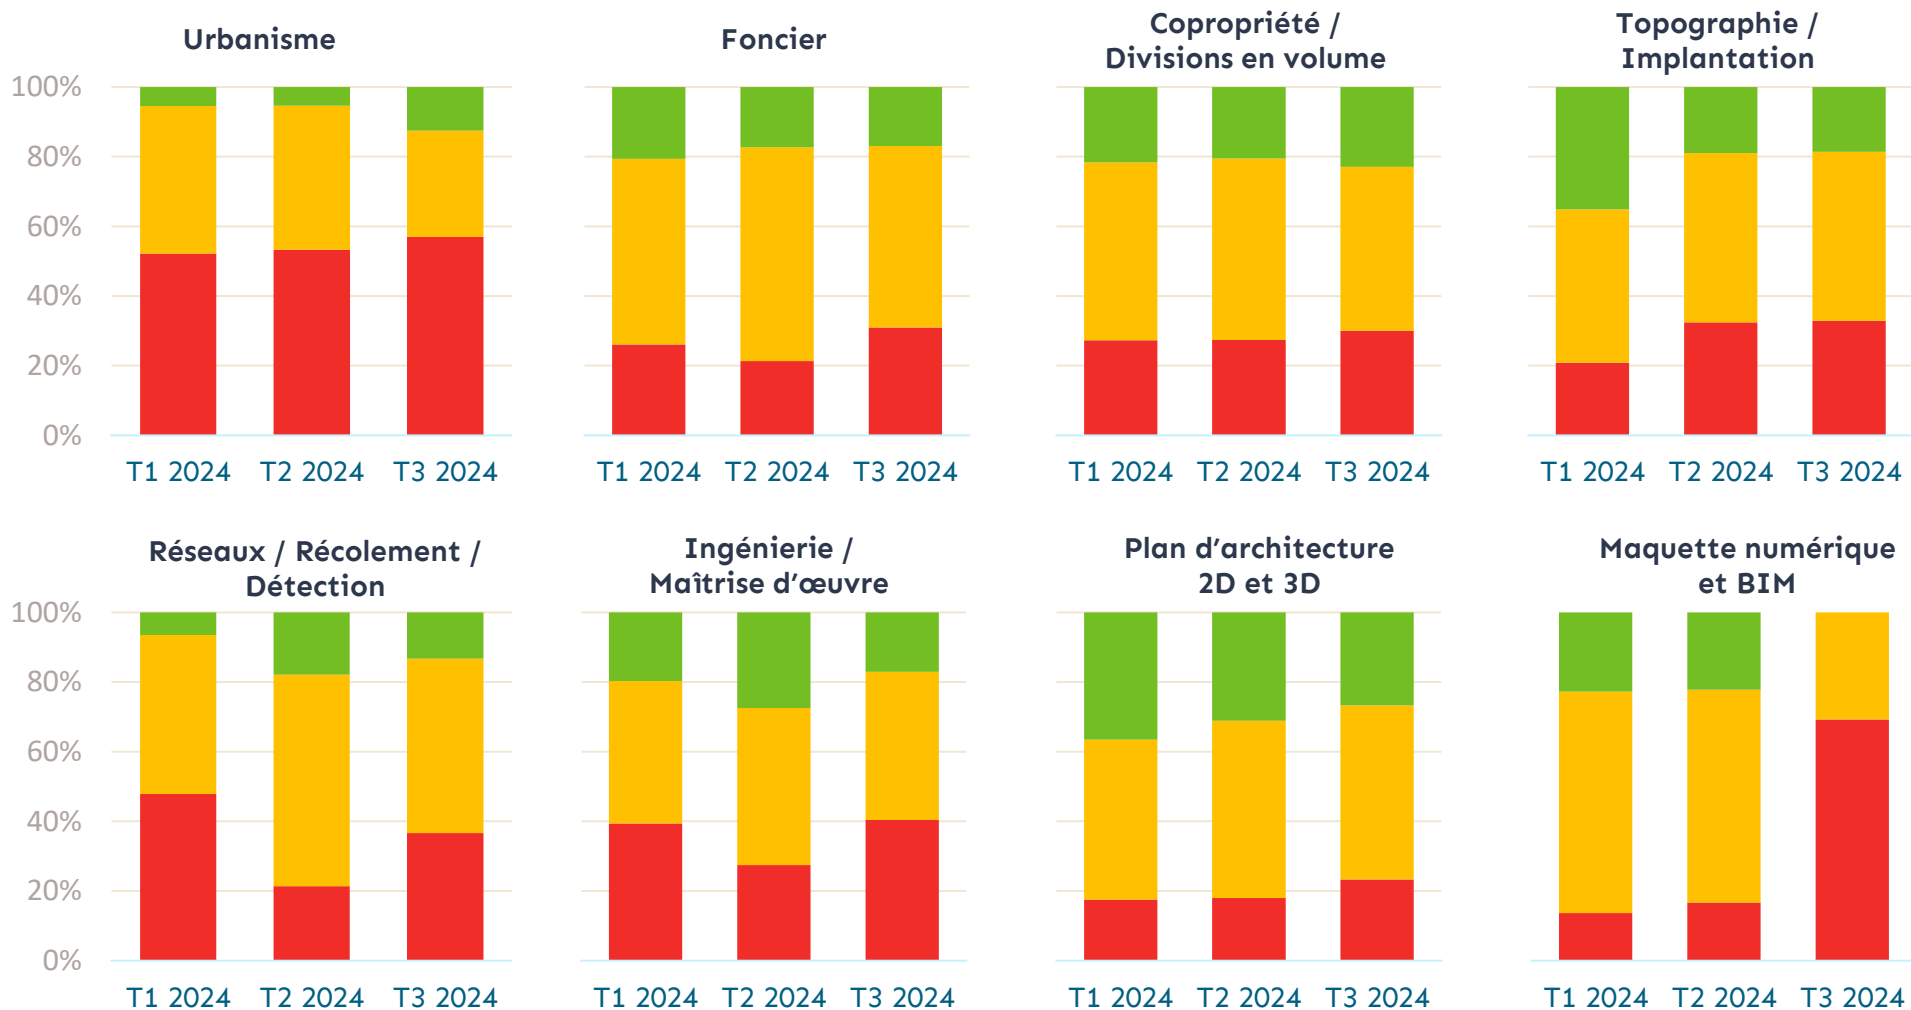 Urbanisme
Foncier
Copropriété /
Divisions en volume
Topographie /
Implantation
100%
80%
60%
40%
20%
0%
T1 2024 T2 2024 T3 2024
T1 2024 T2 2024 T3 2024
T1 2024 T2 2024 T3 2024
T1 2024 T2 2024 T3 2024
Réseaux / Récolement /
Détection
Ingénierie /
Maîtrise d’œuvre
Plan d’architecture
2D et 3D
Maquette numérique
et BIM
100%
80%
60%
40%
20%
0%
T1 2024 T2 2024 T3 2024
T1 2024 T2 2024 T3 2024
T1 2024 T2 2024 T3 2024
T1 2024 T2 2024 T3 2024